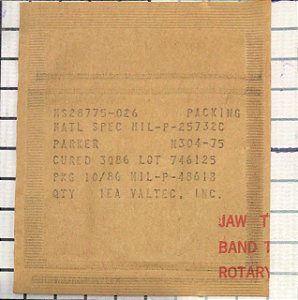 MS28775-026 PACKING
MATL SPEC MIL-P-25732C
PARKER N304-75
CURED 3Q86 LOT 746125
PKG 10/86 MIL-P-4861B
QTY 1EA VALTEC, INC.
JAW T
BAND T
ROTARY